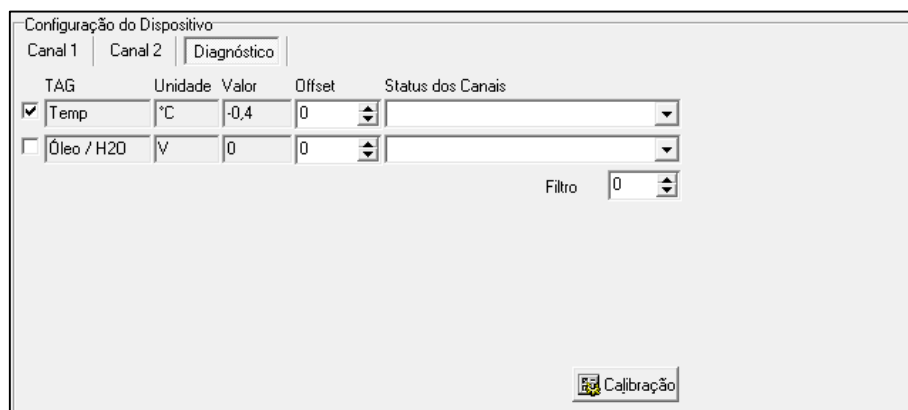 Configuração do Dispositivo
Canal 1 Canal 2 Diagnóstico
TAG Unidade Valor Offset Status dos Canais
Temp °C -0,4 0
Óleo / H2O V 0 0
Filtro 0
Calibração